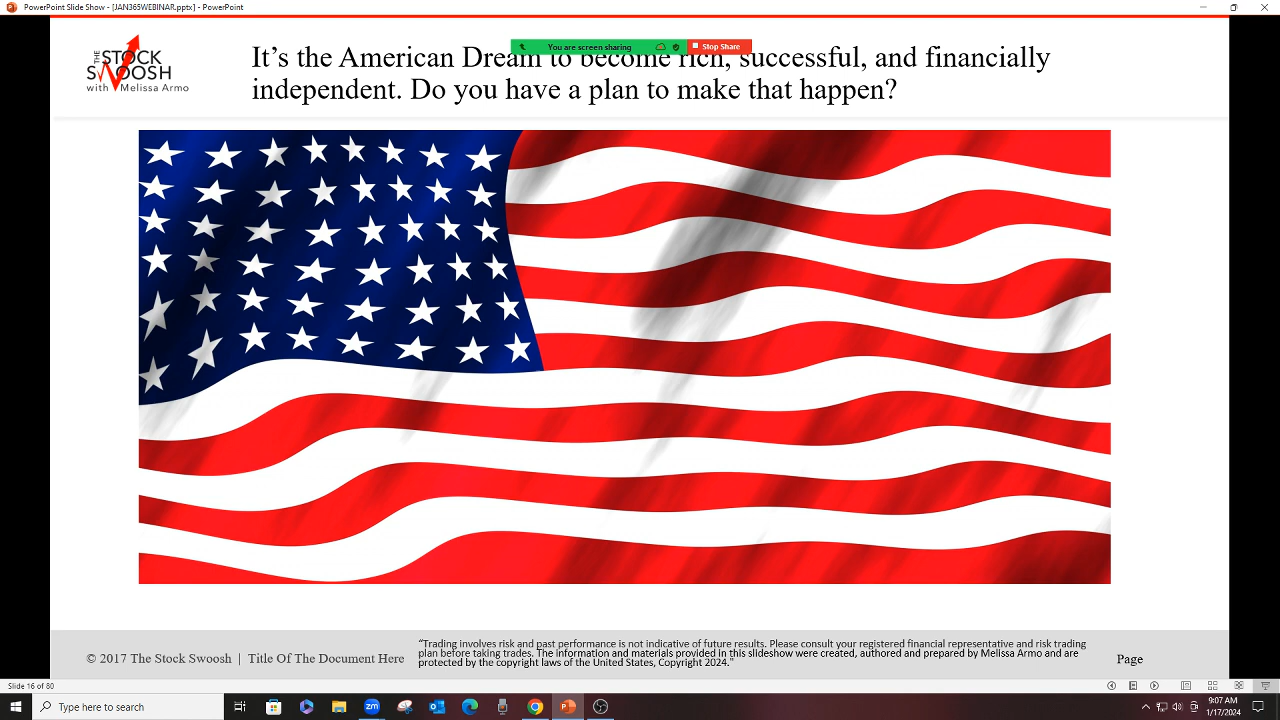 PowerPoint Slide Show - [JAN365WEBINAR.pptx] - PowerPoint
You are screen sharing
Stop Share
THE STOCK SWOOSH
with Melissa Armo
It's the American Dream to become rich, successful, and financially
independent. Do you have a plan to make that happen?
© 2017 The Stock Swoosh | Title Of The Document Here
"Trading involves risk and past performance is not indicative of future results. Please consult your registered financial representative and risk trading
plan before taking trades. The information and materials provided in this slideshow were created, authored and prepared by Melissa Armo and are
protected by the copyright laws of the United States, Copyright 2024."
Page
Slide 16 of 80
Type here to search
zm
9:07 AM
1/17/2024